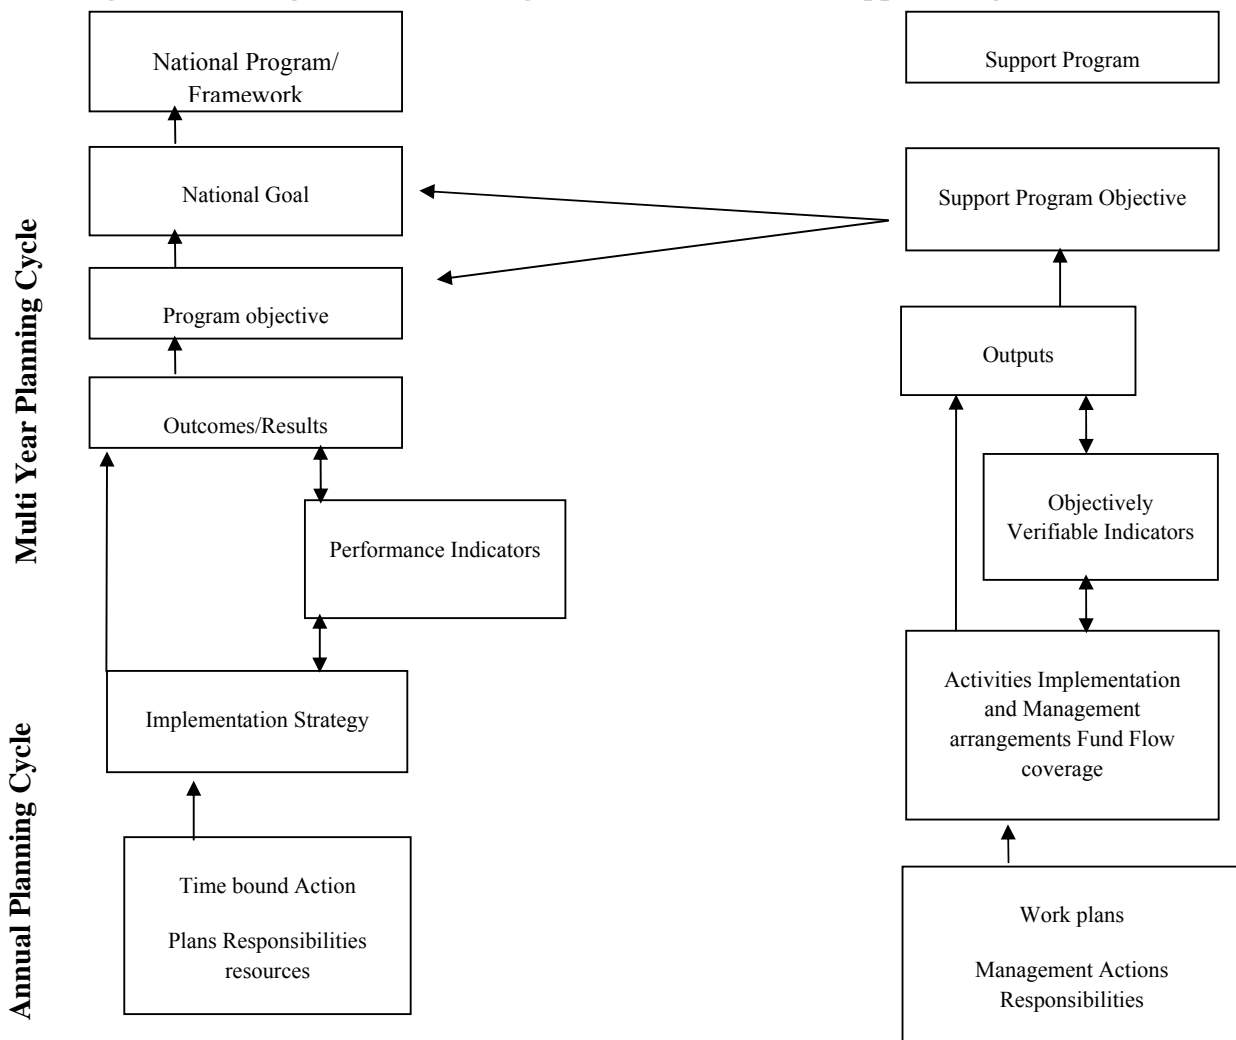 National Program/
Framework
Support Program
National Goal
Support Program Objective
Program objective
Outputs
Outcomes/Results
Objectively
Verifiable Indicators
Performance Indicators
Activities Implementation
and Management
arrangements Fund Flow
coverage
Implementation Strategy
Time bound Action
Plans Responsibilities
resources
Work plans
Management Actions
Responsibilities
Multi Year Planning Cycle
Annual Planning Cycle